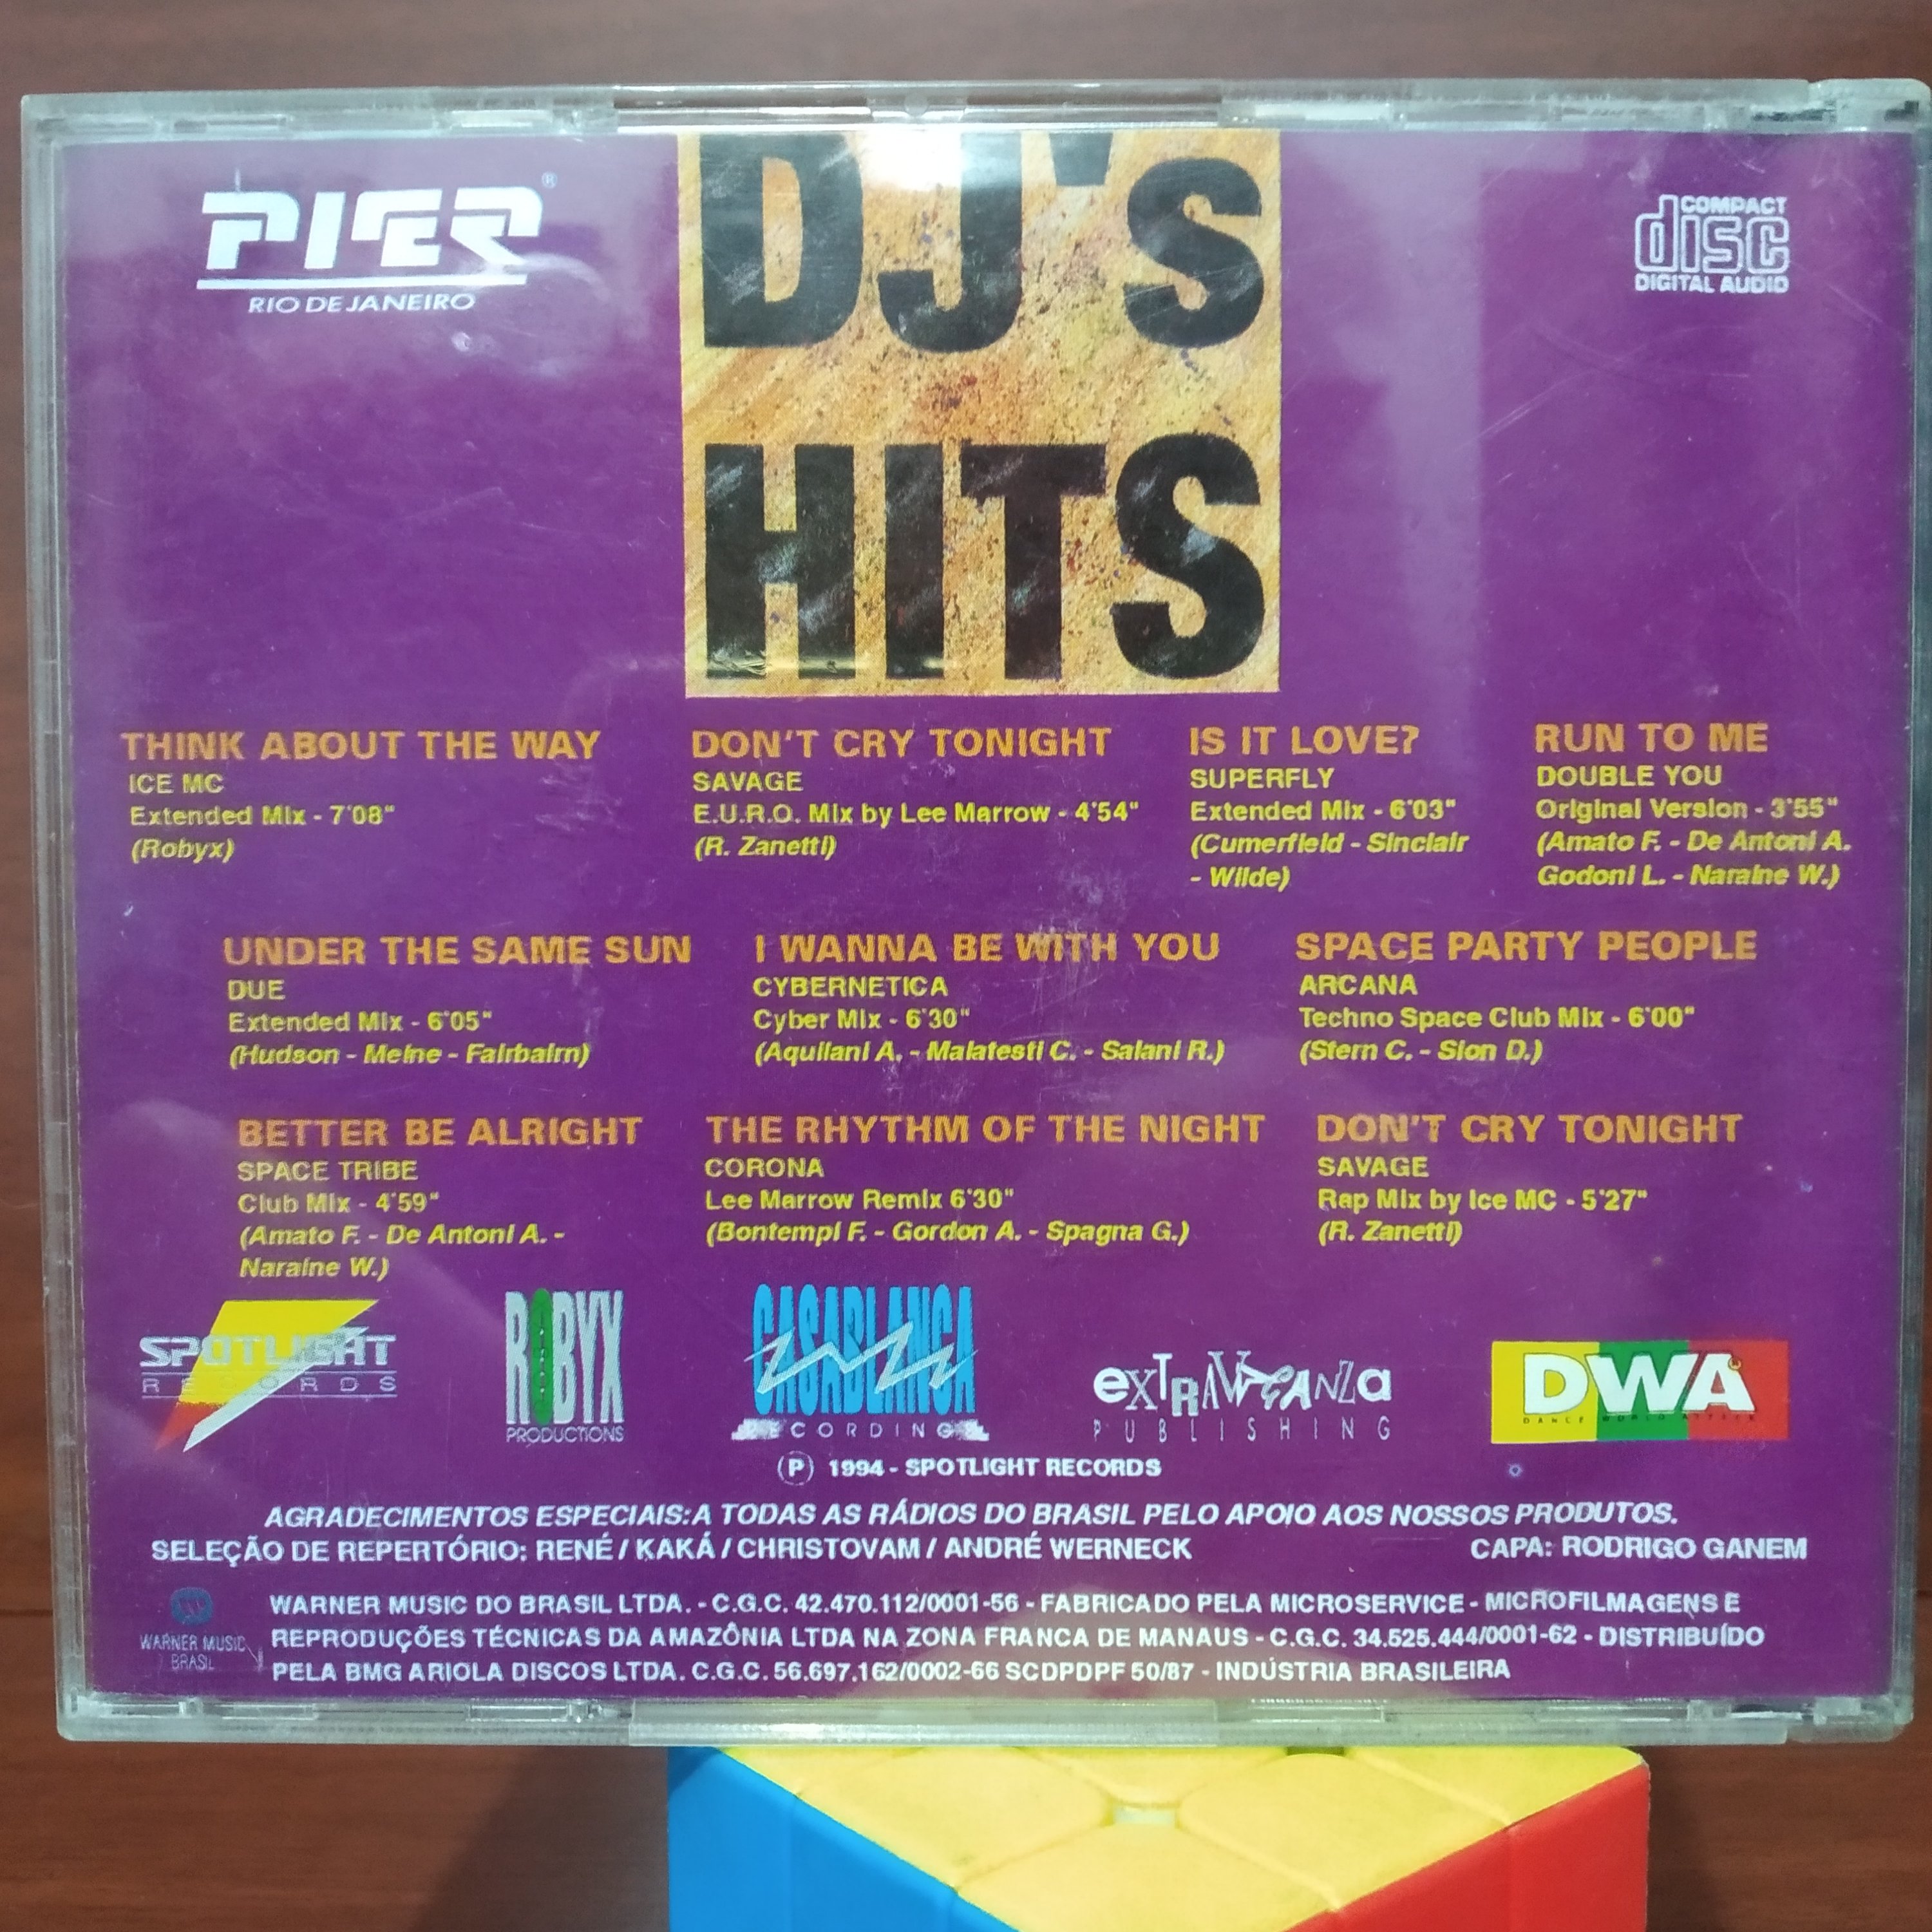 PIER®
RIO DE JANEIRO
DJ's
HITS
COMPACT
disc
DIGITAL AUDIO
THINK ABOUT THE WAY
ICE MC
Extended Mix - 7'08"
(Robyx)
DON'T CRY TONIGHT
SAVAGE
E.U.R.O. Mix by Lee Marrow - 4'54"
(R. Zanetti)
IS IT LOVE?
SUPERFLY
Extended Mix - 6'03"
(Cumerfield - Sinclair
- Wilde)
RUN TO ME
DOUBLE YOU
Original Version - 3'55"
(Amato F. - De Antoni A.
Godoni L. - Naraine W.)
UNDER THE SAME SUN
DUE
Extended Mix - 6'05"
(Hudson - Meine - Fairbairn)
I WANNA BE WITH YOU
CYBERNETICA
Cyber Mix - 6'30"
(Aquilani A. - Malatesti C. - Salani R.)
SPACE PARTY PEOPLE
ARCANA
Techno Space Club Mix - 6'00"
(Stern C. - Sion D.)
BETTER BE ALRIGHT
SPACE TRIBE
Club Mix - 4'59"
(Amato F. - De Antoni A. -
Naraine W.)
THE RHYTHM OF THE NIGHT
CORONA
Lee Marrow Remix 6'30"
(Bontempi F. - Gordon A. - Spagna G.)
DON'T CRY TONIGHT
SAVAGE
Rap Mix by Ice MC - 5'27"
(R. Zanetti)
SPOTLIGHT
RECORDS
ROBYX
PRODUCTIONS
CASABLANCA
RECORDING
EXTRAVAGANZA
PUBLISHING
DWA
DANCE WORLD ATTACK
(P) 1994 - SPOTLIGHT RECORDS
AGRADECIMENTOS ESPECIAIS:A TODAS AS RÁDIOS DO BRASIL PELO APOIO AOS NOSSOS PRODUTOS.
SELEÇÃO DE REPERTÓRIO: RENÉ / KAKÁ / CHRISTOVAM / ANDRÉ WERNECK
CAPA: RODRIGO GANEM
WARNER MUSIC
BRASIL
WARNER MUSIC DO BRASIL LTDA. - C.G.C. 42.470.112/0001-56 - FABRICADO PELA MICROSERVICE - MICROFILMAGENS E
REPRODUÇÕES TÉCNICAS DA AMAZÔNIA LTDA NA ZONA FRANCA DE MANAUS - C.G.C. 34.525.444/0001-62 - DISTRIBUÍDO
PELA BMG ARIOLA DISCOS LTDA. C.G.C. 56.697.162/0002-66 SCDPDPF 50/87 - INDÚSTRIA BRASILEIRA